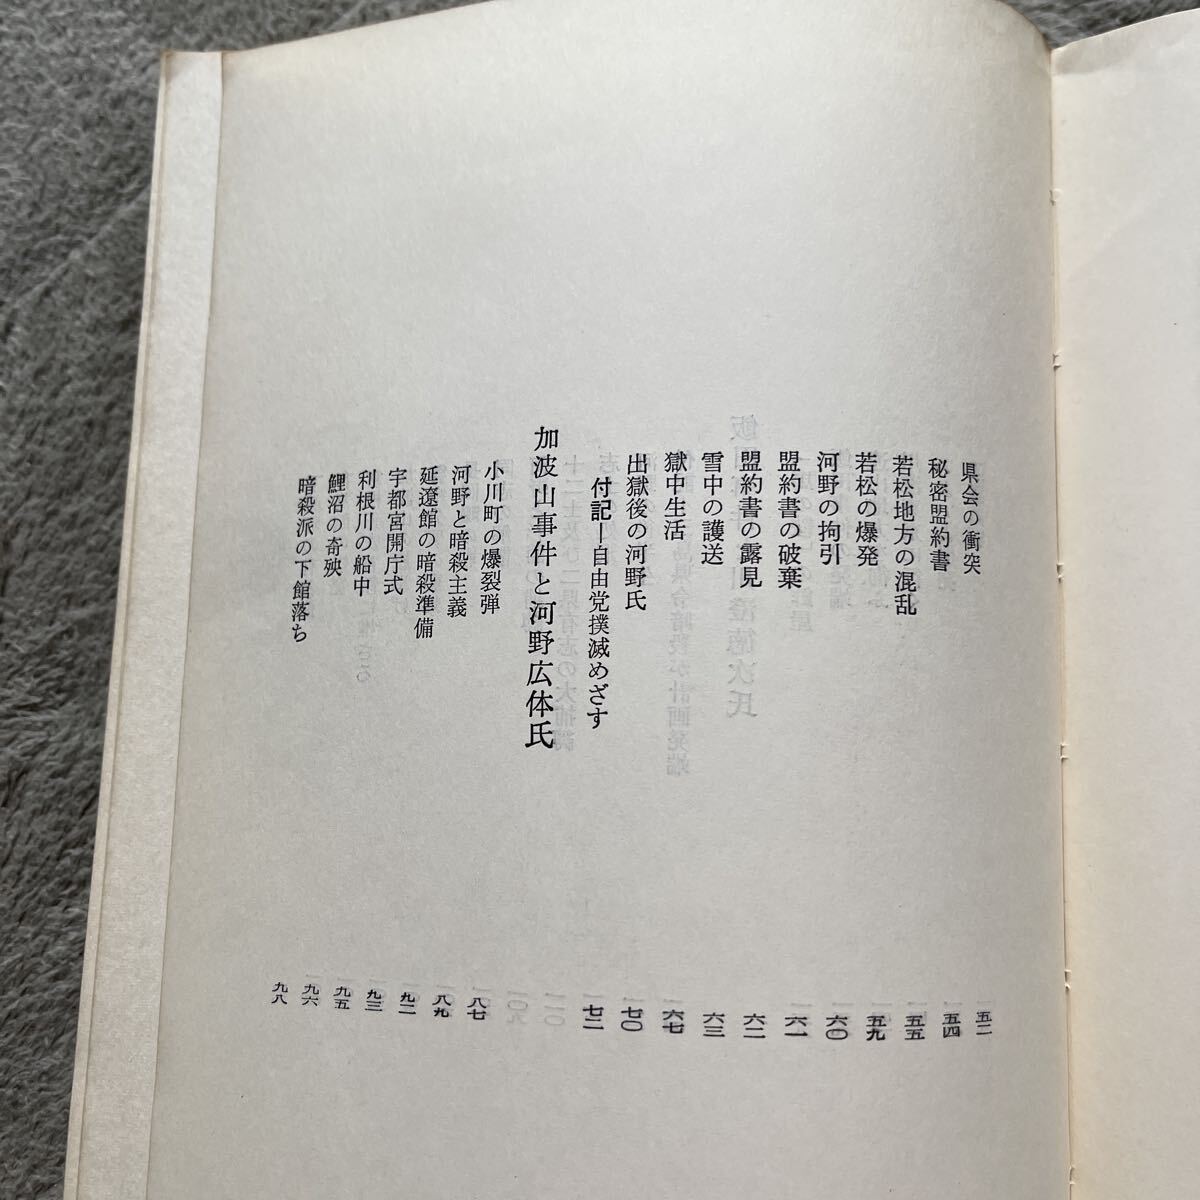 県会の衝突 五二
秘密盟約書 五四
若松地方の混乱 五五
若松の爆発 五九
河野の拘引 六〇
盟約書の破棄 六一
盟約書の露見 六二
雪中の護送 六三
獄中生活 六七
出獄後の河野氏 七〇
付記―自由党撲滅めざす 七二
加波山事件と河野広体氏
小川町の爆裂弾 八七
河野と暗殺主義 八九
延遼館の暗殺準備 九二
宇都宮開庁式 九三
利根川の船中 九五
鯉沼の奇殃 九六
暗殺派の下館落ち 九八